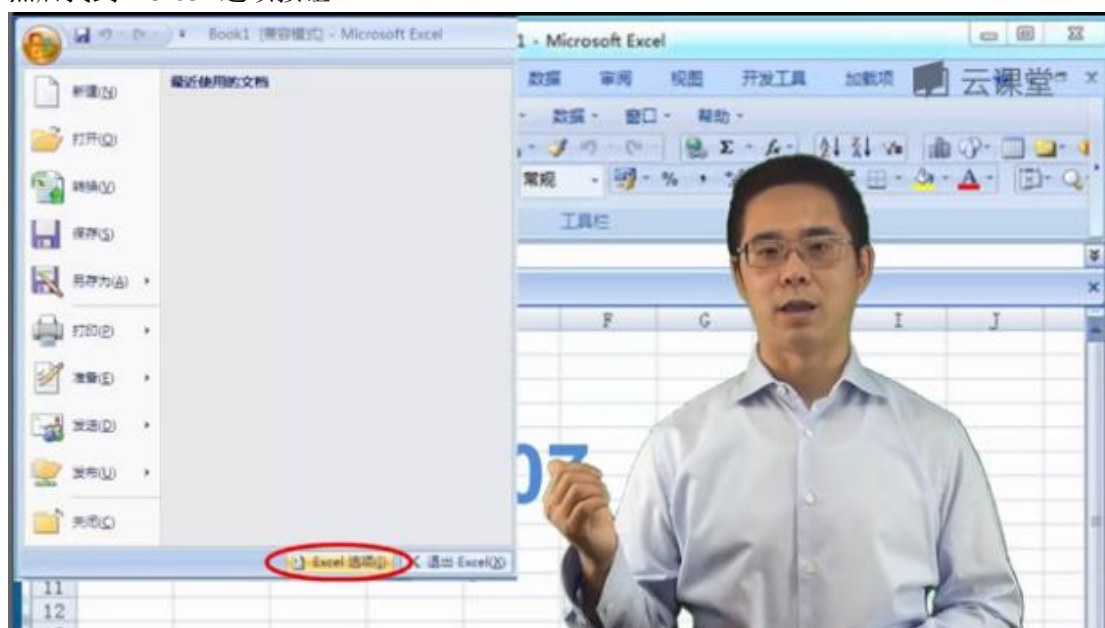 Book1 [兼容模式] - Microsoft Excel
1 - Microsoft Excel
数据 审阅 视图 开发工具 加载项
云课堂
数据 窗口 帮助
常规
工具栏
最近使用的文档
新建(N)
打开(O)
转换(V)
保存(S)
另存为(A)
打印(P)
准备(E)
发送(D)
发布(U)
关闭(C)
Excel 选项(I)
退出 Excel(X)
F G I J
07
11
12